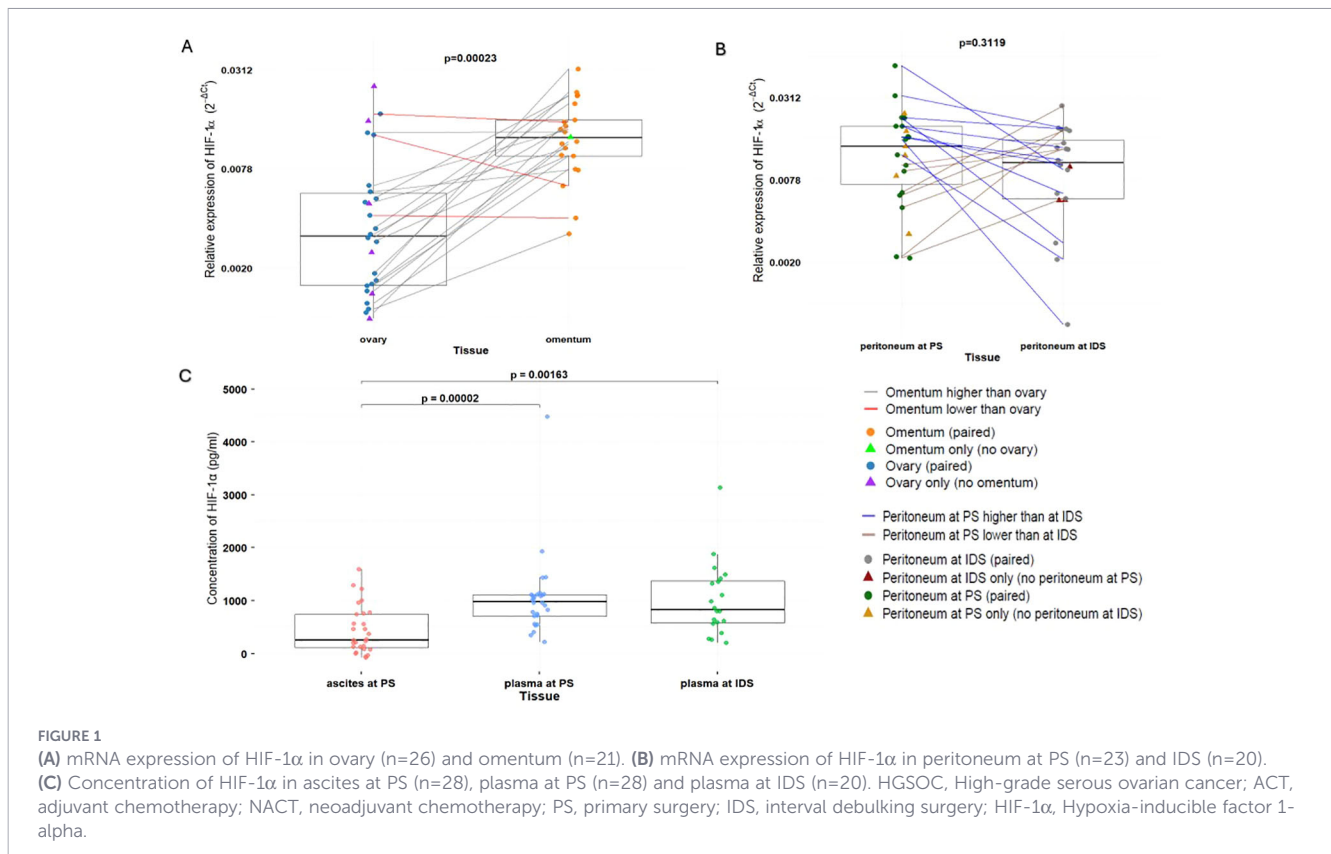 A
p=0.00023
Relative expression of HIF-1α (2^-ΔCt)
0.0312
0.0078
0.0020
ovary
omentum
Tissue
B
p=0.3119
Relative expression of HIF-1α (2^-ΔCt)
0.0312
0.0078
0.0020
peritoneum at PS
peritoneum at IDS
Tissue
C
p = 0.00163
p = 0.00002
Concentration of HIF-1α (pg/ml)
5000
4000
3000
2000
1000
0
ascites at PS
plasma at PS
plasma at IDS
Tissue
Omentum higher than ovary
Omentum lower than ovary
Omentum (paired)
Omentum only (no ovary)
Ovary (paired)
Ovary only (no omentum)
Peritoneum at PS higher than at IDS
Peritoneum at PS lower than at IDS
Peritoneum at IDS (paired)
Peritoneum at IDS only (no peritoneum at PS)
Peritoneum at PS (paired)
Peritoneum at PS only (no peritoneum at IDS)
FIGURE 1
(A) mRNA expression of HIF-1α in ovary (n=26) and omentum (n=21). (B) mRNA expression of HIF-1α in peritoneum at PS (n=23) and IDS (n=20).
(C) Concentration of HIF-1α in ascites at PS (n=28), plasma at PS (n=28) and plasma at IDS (n=20). HGSOC, High-grade serous ovarian cancer; ACT,
adjuvant chemotherapy; NACT, neoadjuvant chemotherapy; PS, primary surgery; IDS, interval debulking surgery; HIF-1α, Hypoxia-inducible factor 1-
alpha.